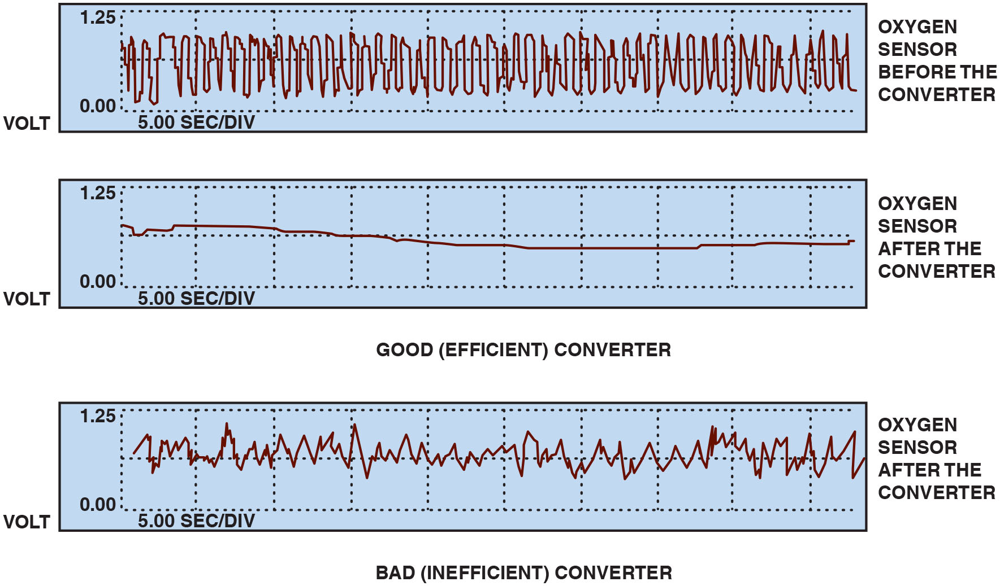 1.25
0.00
VOLT
5.00 SEC/DIV
OXYGEN
SENSOR
BEFORE THE
CONVERTER
1.25
0.00
VOLT
5.00 SEC/DIV
OXYGEN
SENSOR
AFTER THE
CONVERTER
GOOD (EFFICIENT) CONVERTER
1.25
0.00
VOLT
5.00 SEC/DIV
OXYGEN
SENSOR
AFTER THE
CONVERTER
BAD (INEFFICIENT) CONVERTER